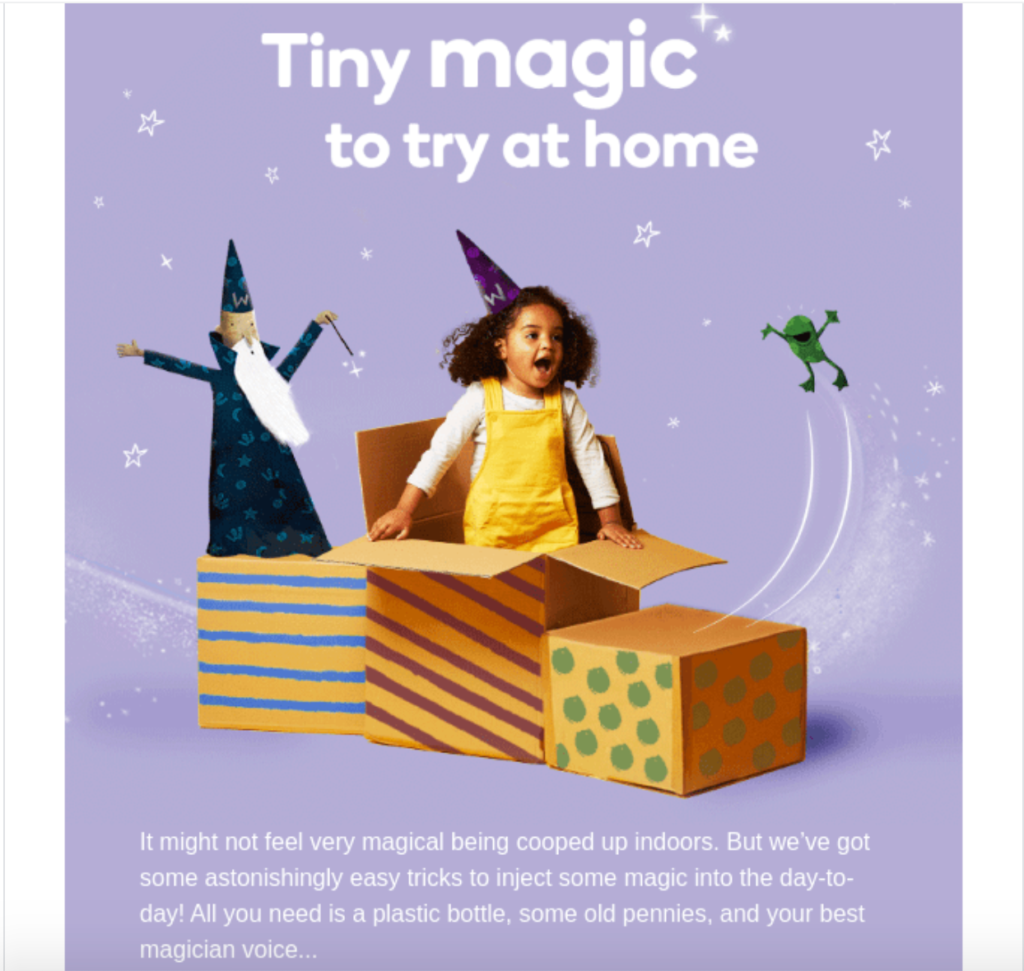 Tiny magic
to try at home
W
W
It might not feel very magical being cooped up indoors. But we’ve got
some astonishingly easy tricks to inject some magic into the day-to-
day! All you need is a plastic bottle, some old pennies, and your best
magician voice...